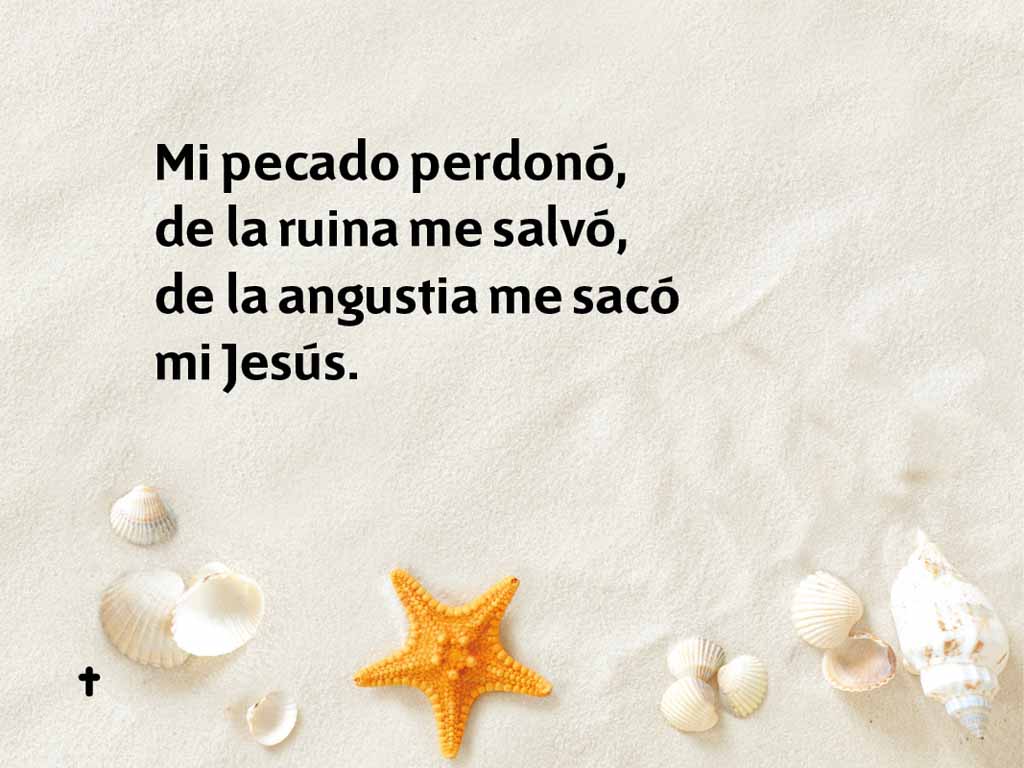 Mi pecado perdonó,
de la ruina me salvó,
de la angustia me sacó
mi Jesús.